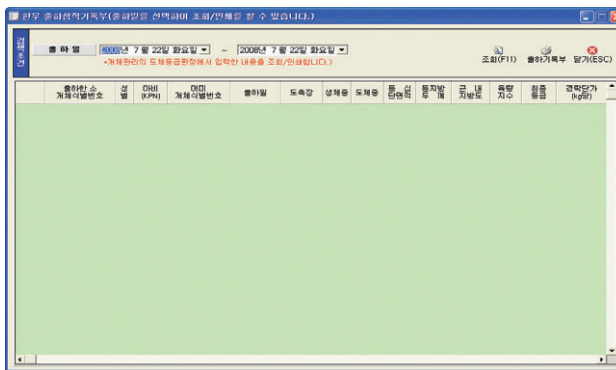 한우 출하성적기록부(출하일을 선택하여 조회/인쇄를 할 수 있습니다.)
검색조건
출 하 일 2008년 7월 22일 화요일 ~ 2008년 7월 22일 화요일
*개체관리의 도체등급판정에서 입력한 내용을 조회/인쇄합니다.)
조회(F11) 출하기록부 닫기(ESC)
출하한 소 개체식별번호 성별 아비 (KPN) 어미 개체식별번호 출하일 도축장 생체중 도체중 등심단면적 등지방두께 근내지방도 육량지수 최종등급 경락단가 (kg당)